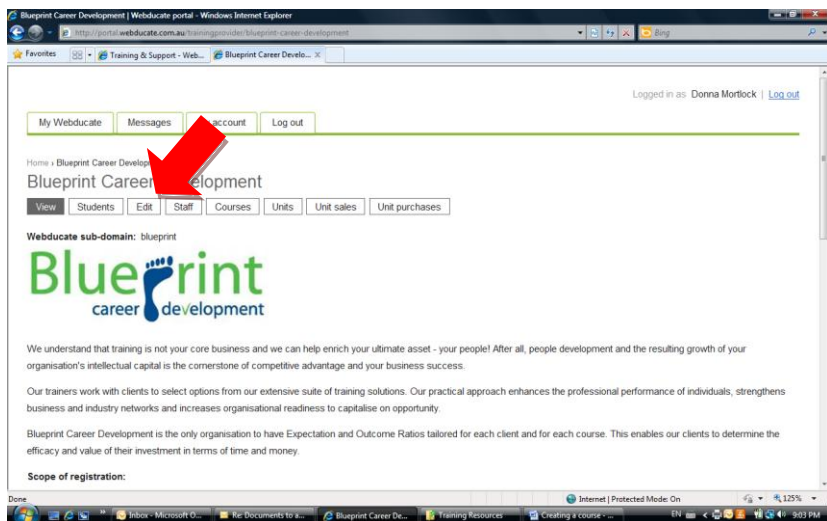 Blueprint Career Development | Webducate portal - Windows Internet Explorer
http://portal.webducate.com.au/trainingprovider/blueprint-career-development
Bing
Favorites
Training & Support - Web...
Blueprint Career Develo...
Logged in as Donna Mortlock | Log out
My Webducate
Messages
account
Log out
Home › Blueprint Career Develop
Blueprint Career elopment
View
Students
Edit
Staff
Courses
Units
Unit sales
Unit purchases
Webducate sub-domain: blueprint
Blueprint
career development
We understand that training is not your core business and we can help enrich your ultimate asset - your people! After all, people development and the resulting growth of your
organisation's intellectual capital is the cornerstone of competitive advantage and your business success.
Our trainers work with clients to select options from our extensive suite of training solutions. Our practical approach enhances the professional performance of individuals, strengthens
business and industry networks and increases organisational readiness to capitalise on opportunity.
Blueprint Career Development is the only organisation to have Expectation and Outcome Ratios tailored for each client and for each course. This enables our clients to determine the
efficacy and value of their investment in terms of time and money.
Scope of registration:
Done
Internet | Protected Mode: On
125%
Inbox - Microsoft O...
Re: Documents to a...
Blueprint Career De...
Training Resources
Creating a course - ...
EN
9:03 PM